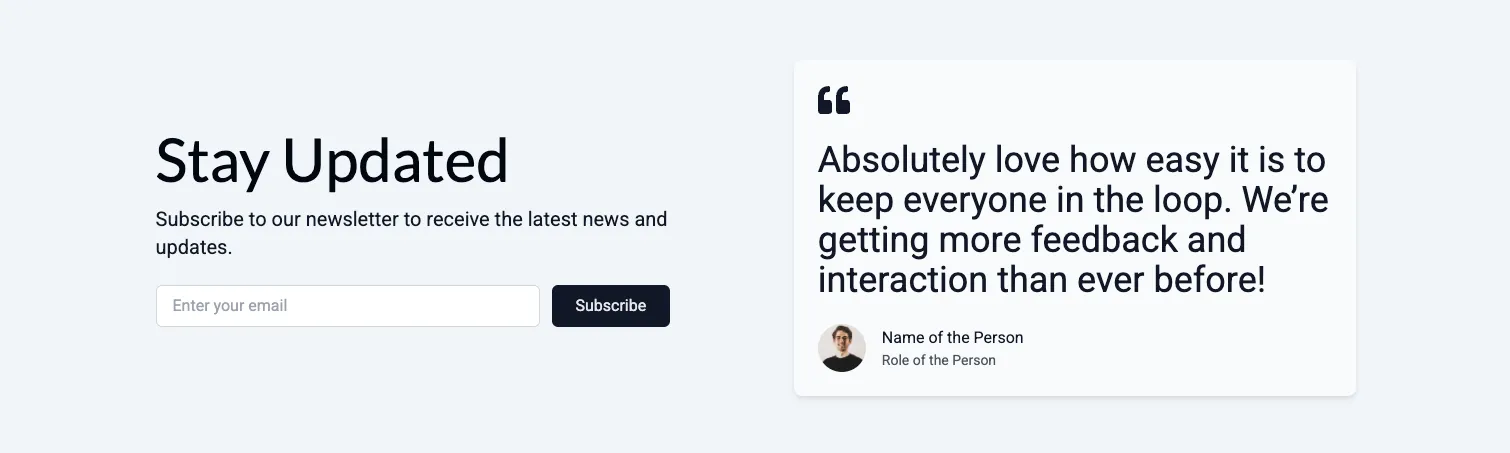 Stay Updated
Subscribe to our newsletter to receive the latest news and
updates.
Enter your email
Subscribe
“
Absolutely love how easy it is to
keep everyone in the loop. We’re
getting more feedback and
interaction than ever before!
Name of the Person
Role of the Person